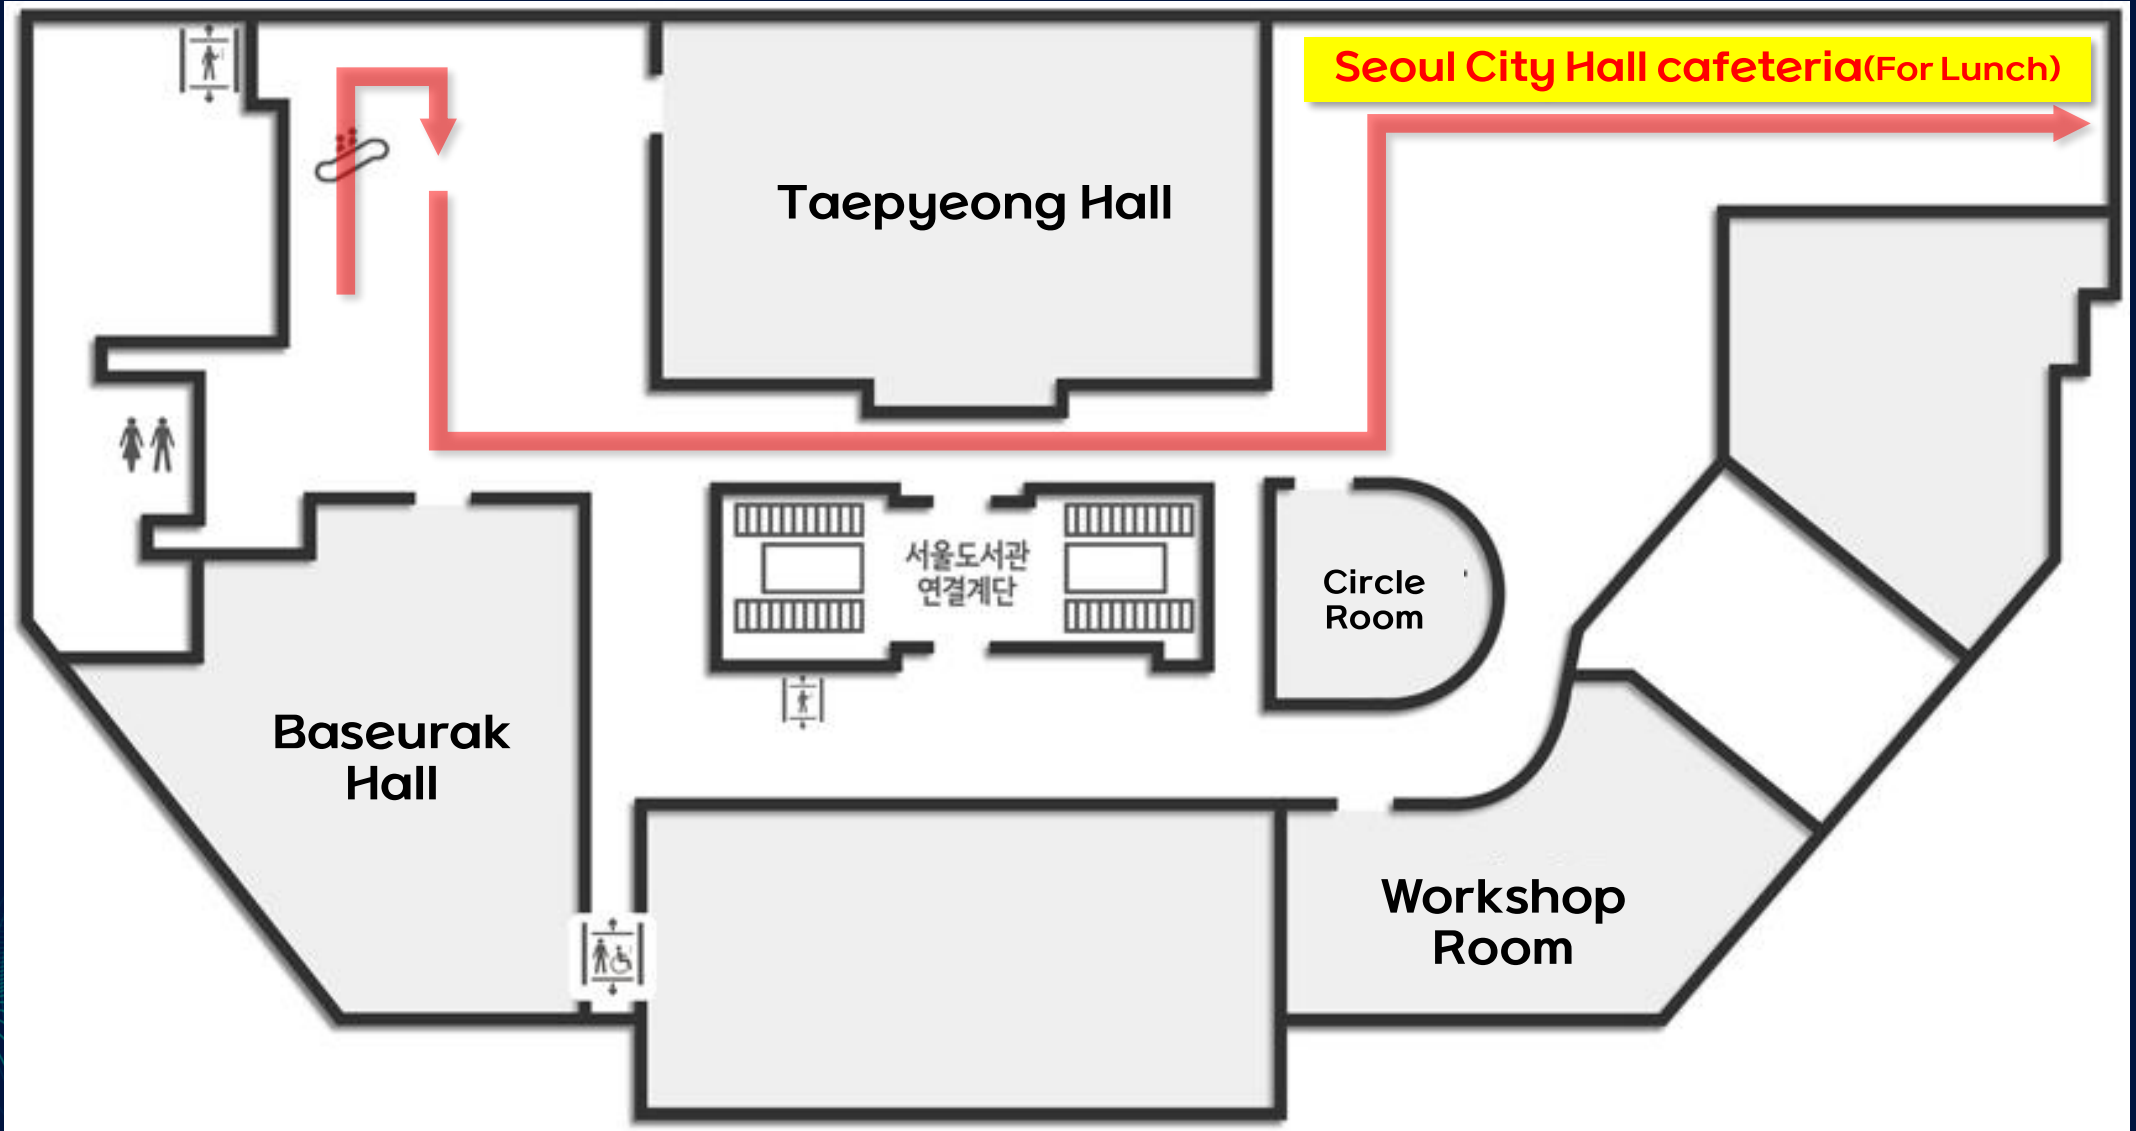 Seoul City Hall cafeteria(For Lunch)
Taepyeong Hall
서울도서관
연결계단
Circle
Room
Baseurak
Hall
Workshop
Room